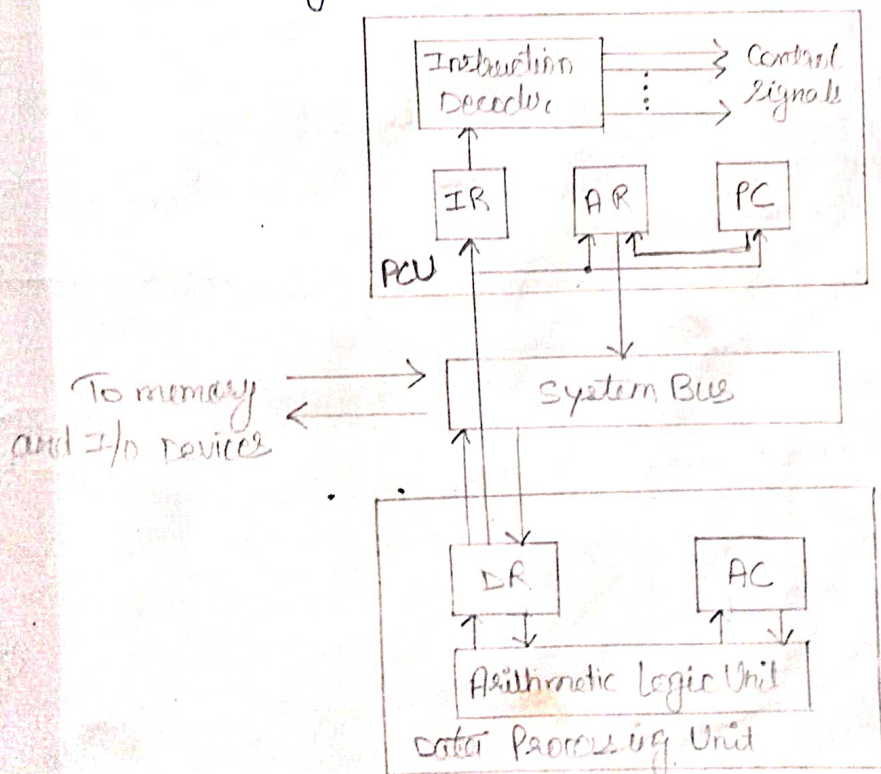 Instruction
Decoder
Control
Signals
IR
AR
PC
PCU
System Bus
To memory
and I/O Devices
DR
AC
Arithmetic Logic Unit
Data Processing Unit